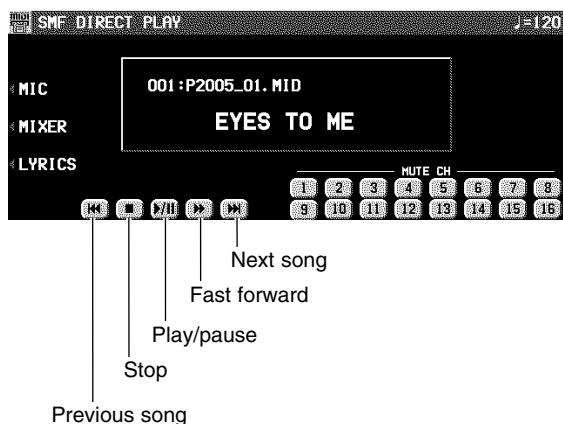 SMF DIRECT PLAY ♩=120
MIC
001:P2005_01.MID
EYES TO ME
MIXER
LYRICS
MUTE CH
1 2 3 4 5 6 7 8
9 10 11 12 13 14 15 16
Next song
Fast forward
Play/pause
Stop
Previous song